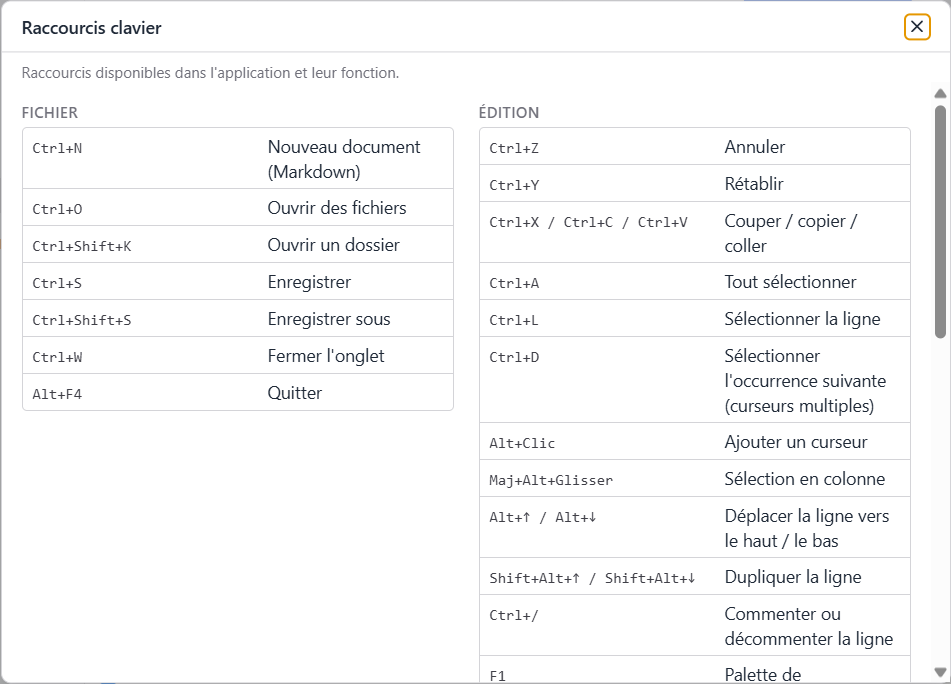 Raccourcis clavier
Raccourcis disponibles dans l'application et leur fonction.
FICHIER
Ctrl+N Nouveau document
(Markdown)
Ctrl+O Ouvrir des fichiers
Ctrl+Shift+K Ouvrir un dossier
Ctrl+S Enregistrer
Ctrl+Shift+S Enregistrer sous
Ctrl+W Fermer l'onglet
Alt+F4 Quitter
ÉDITION
Ctrl+Z Annuler
Ctrl+Y Rétablir
Ctrl+X / Ctrl+C / Ctrl+V Couper / copier /
coller
Ctrl+A Tout sélectionner
Ctrl+L Sélectionner la ligne
Ctrl+D Sélectionner
l'occurrence suivante
(curseurs multiples)
Alt+Clic Ajouter un curseur
Maj+Alt+Glisser Sélection en colonne
Alt+↑ / Alt+↓ Déplacer la ligne vers
le haut / le bas
Shift+Alt+↑ / Shift+Alt+↓ Dupliquer la ligne
Ctrl+/ Commenter ou
décommenter la ligne
F1 Palette de